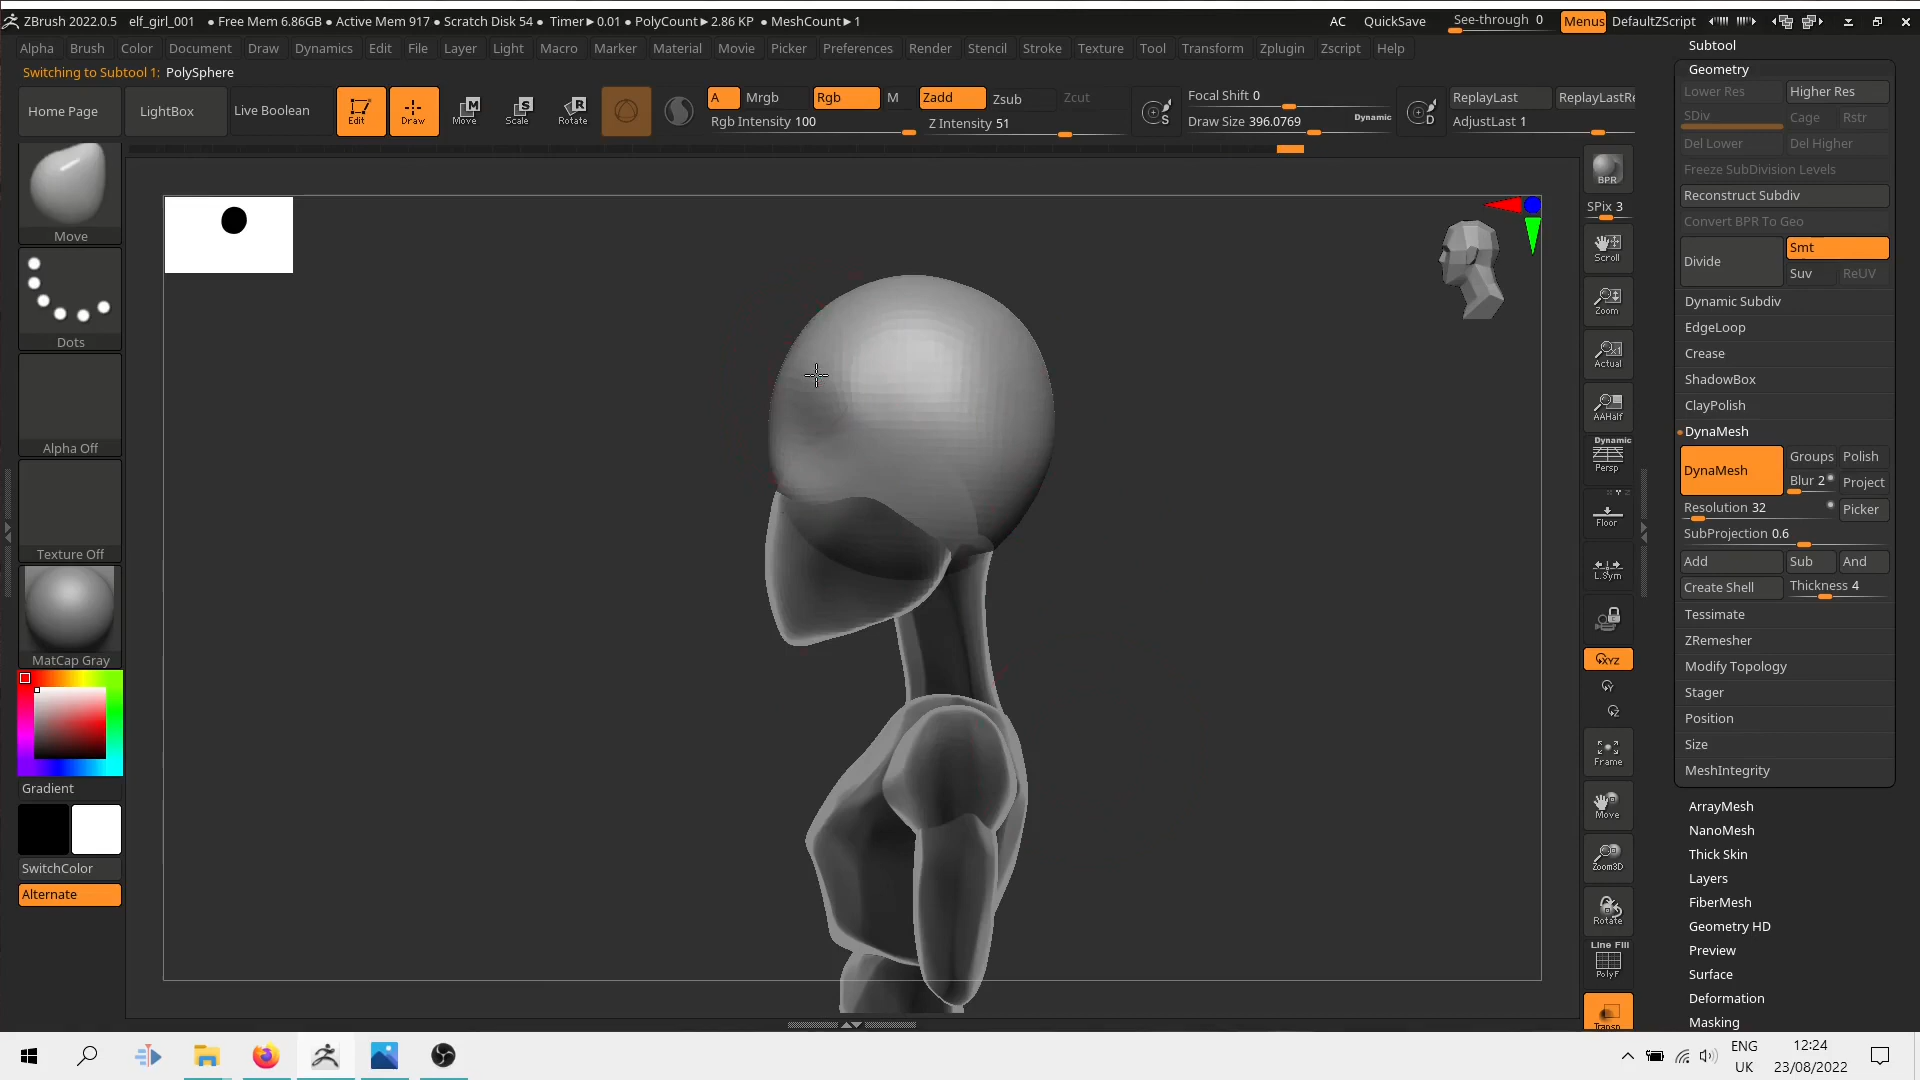 ZBrush 2022.0.5 elf_girl_001 ● Free Mem 6.86GB ● Active Mem 917 ● Scratch Disk 54 ● Timer▶0.01 ● PolyCount▶2.86 KP ● MeshCount▶1
AC QuickSave See-through 0 Menus DefaultZScript
Alpha Brush Color Document Draw Dynamics Edit File Layer Light Macro Marker Material Movie Picker Preferences Render Stencil Stroke Texture Tool Transform Zplugin Zscript Help
Switching to Subtool 1: PolySphere
Home Page LightBox Live Boolean Edit Draw Move Scale Rotate
A Mrgb Rgb M Zadd Zsub Zcut
Rgb Intensity 100 Z Intensity 51
Focal Shift 0
Draw Size 396.0769 Dynamic
ReplayLast ReplayLastRe
AdjustLast 1
M
S
R
S
D
Move
Dots
Alpha Off
Texture Off
MatCap Gray
Gradient
SwitchColor
Alternate
BPR
SPix 3
Scroll
Zoom
Actual
AAHalf
Dynamic
Persp
Floor
L.Sym
XYZ
Y
Z
Frame
Move
Zoom3D
Rotate
Line Fill
PolyF
Transp
Subtool
Geometry
Lower Res Higher Res
SDiv Cage Rstr
Del Lower Del Higher
Freeze SubDivision Levels
Reconstruct Subdiv
Convert BPR To Geo
Divide Smt
Suv ReUV
Dynamic Subdiv
EdgeLoop
Crease
ShadowBox
ClayPolish
DynaMesh
DynaMesh Groups Polish
Blur 2 Project
Resolution 32 Picker
SubProjection 0.6
Add Sub And
Create Shell Thickness 4
Tessimate
ZRemesher
Modify Topology
Stager
Position
Size
MeshIntegrity
ArrayMesh
NanoMesh
Thick Skin
Layers
FiberMesh
Geometry HD
Preview
Surface
Deformation
Masking
ENG
UK
12:24
23/08/2022